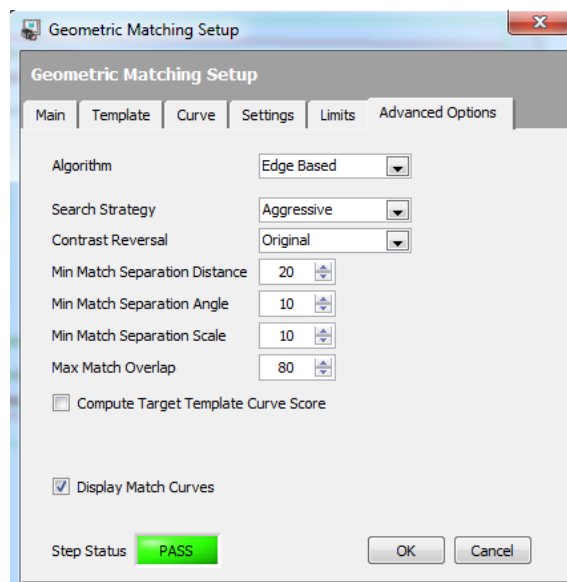 Geometric Matching Setup
x
Geometric Matching Setup
Main Template Curve Settings Limits Advanced Options
Algorithm Edge Based
Search Strategy Aggressive
Contrast Reversal Original
Min Match Separation Distance 20
Min Match Separation Angle 10
Min Match Separation Scale 10
Max Match Overlap 80
Compute Target Template Curve Score
Display Match Curves
Step Status PASS OK Cancel